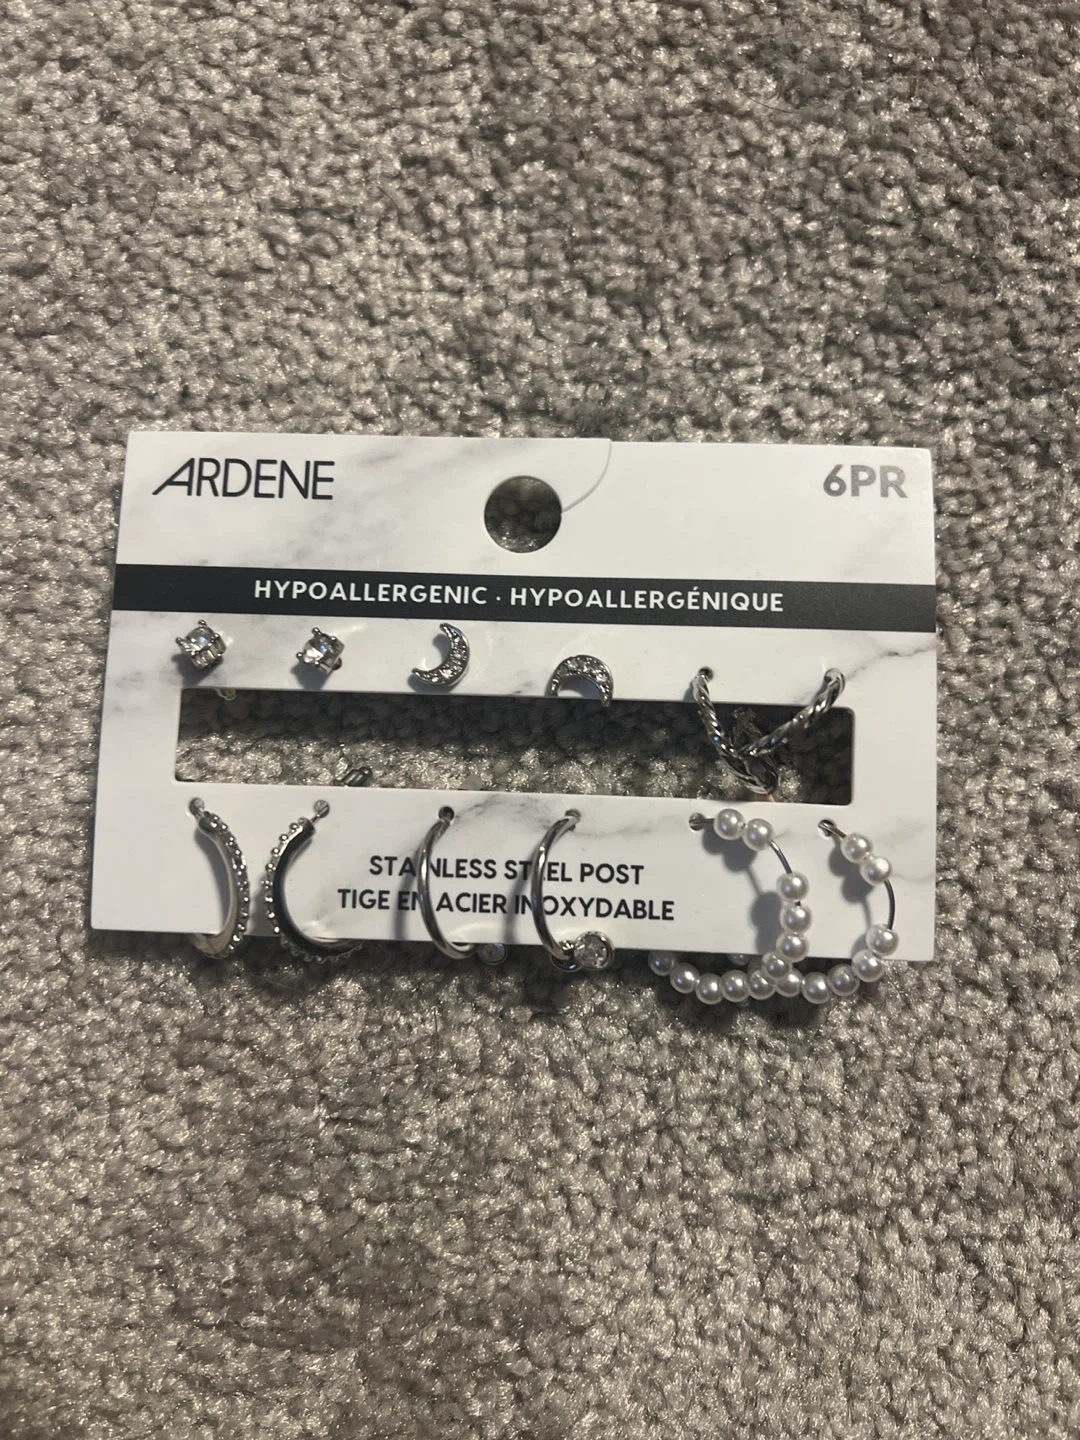 ARDENE
6PR
HYPOALLERGENIC · HYPOALLERGÉNIQUE
STAINLESS STEEL POST
TIGE EN ACIER INOXYDABLE